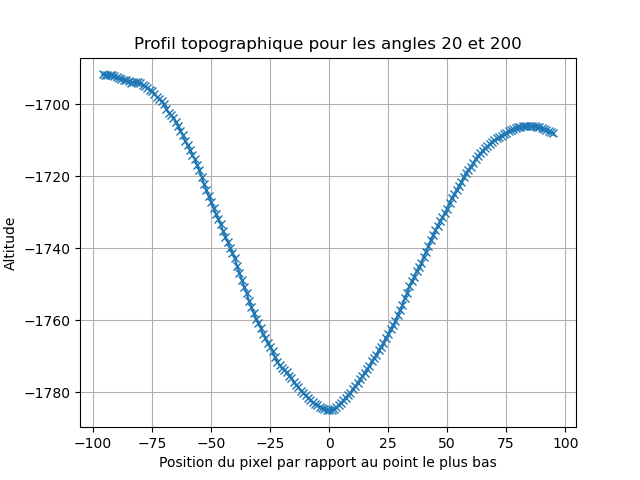 Profil topographique pour les angles 20 et 200
−1700
−1720
−1740
−1760
−1780
Altitude
−100 −75 −50 −25 0 25 50 75 100
Position du pixel par rapport au point le plus bas